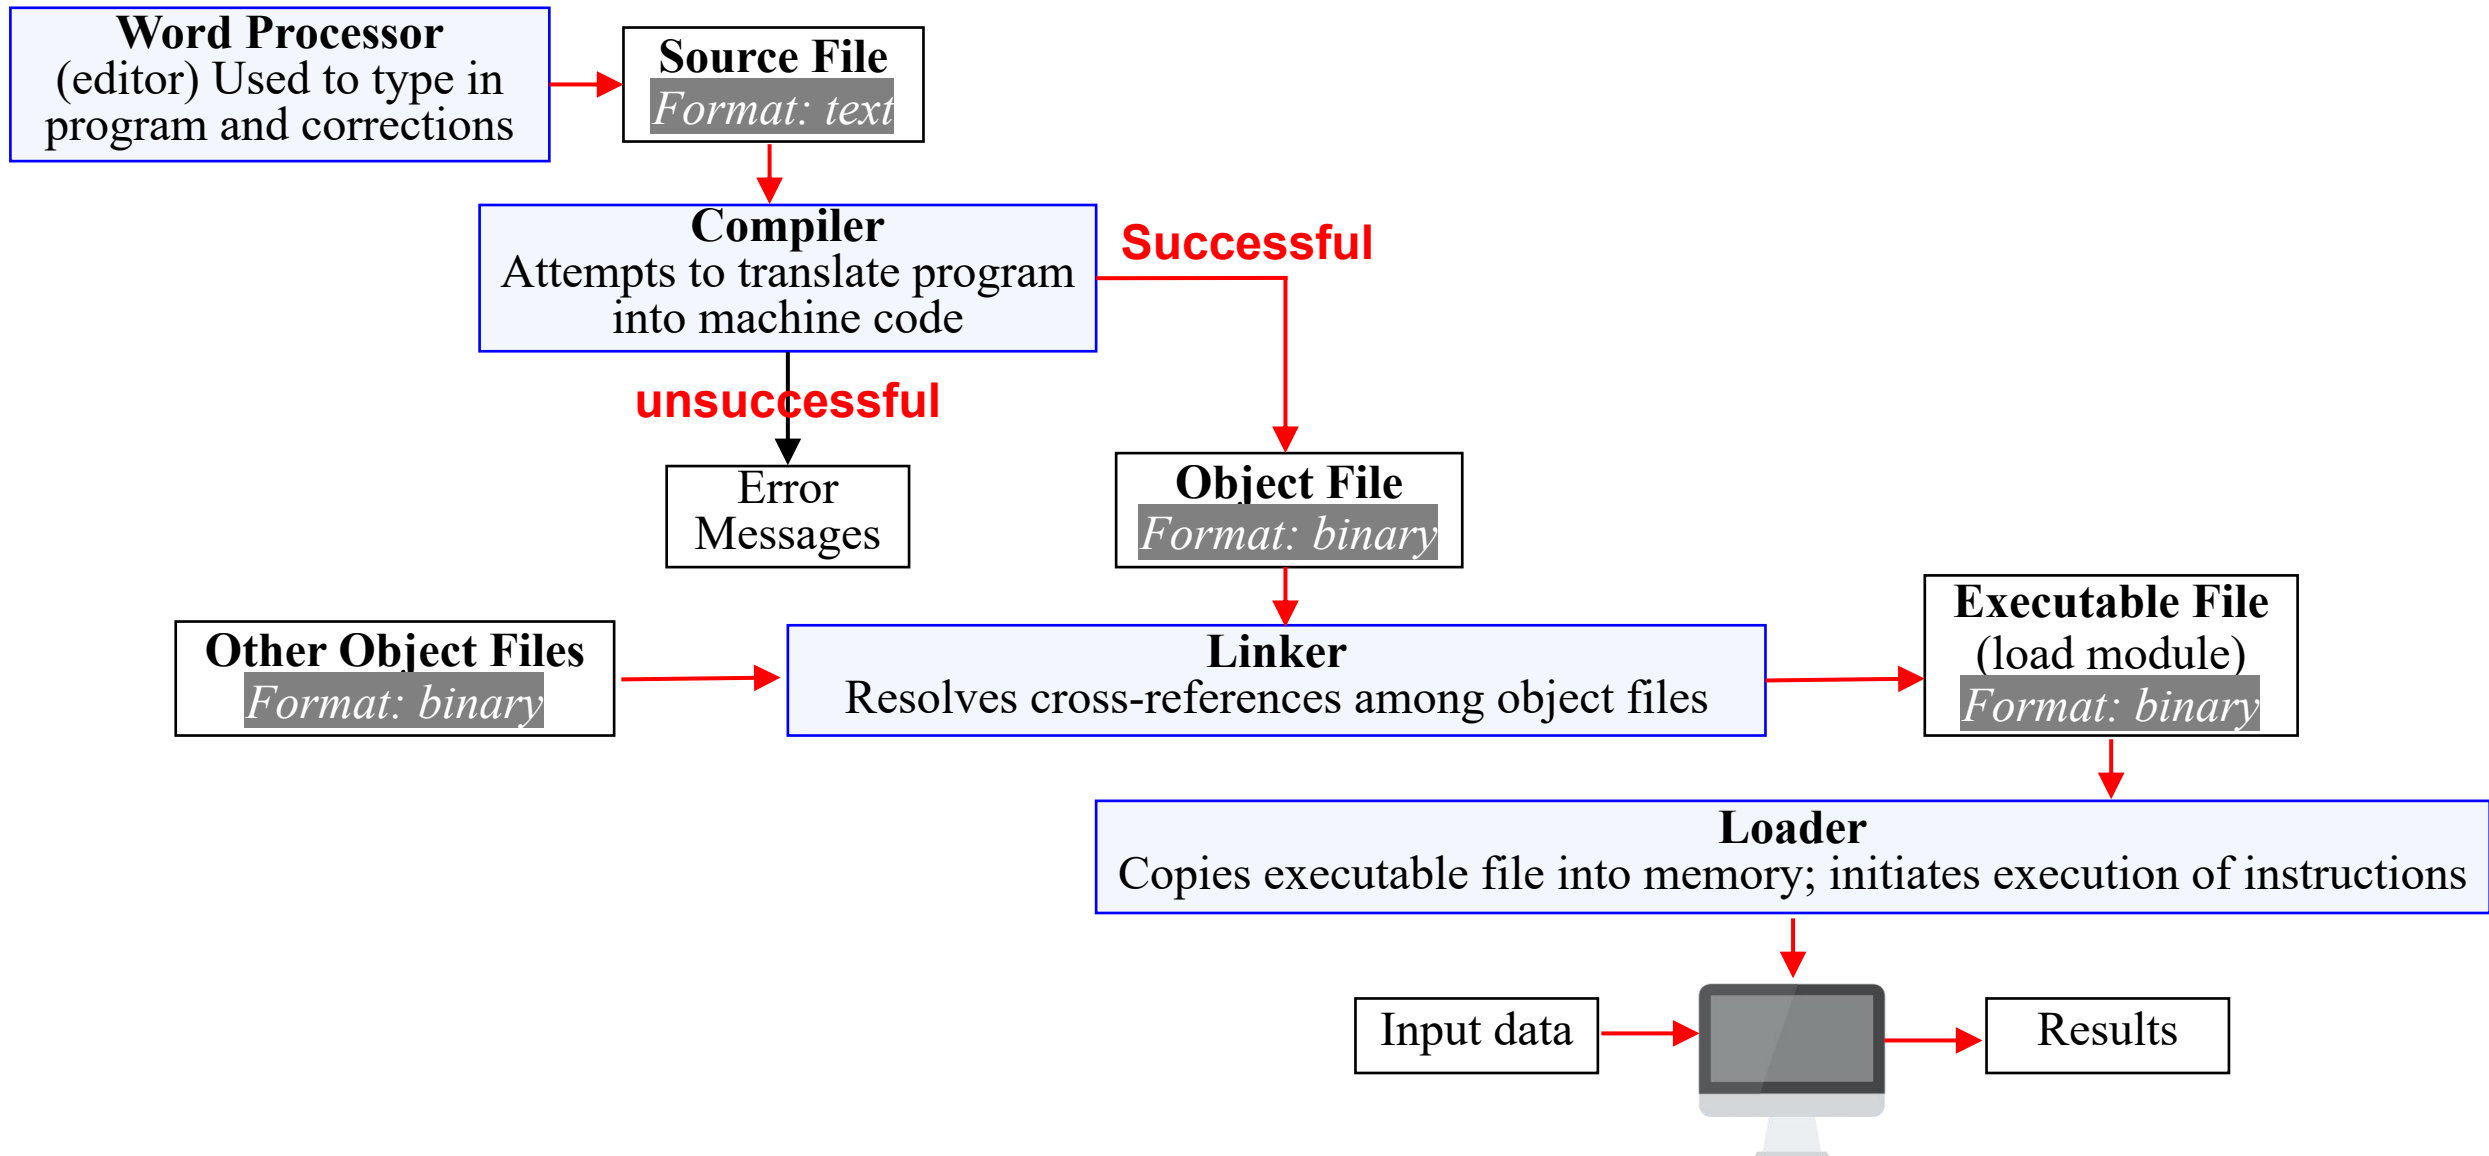 Word Processor
(editor) Used to type in
program and corrections
Source File
Format: text
Compiler
Attempts to translate program
into machine code
Successful
unsuccessful
Error
Messages
Object File
Format: binary
Other Object Files
Format: binary
Linker
Resolves cross-references among object files
Executable File
(load module)
Format: binary
Loader
Copies executable file into memory; initiates execution of instructions
Input data
Results